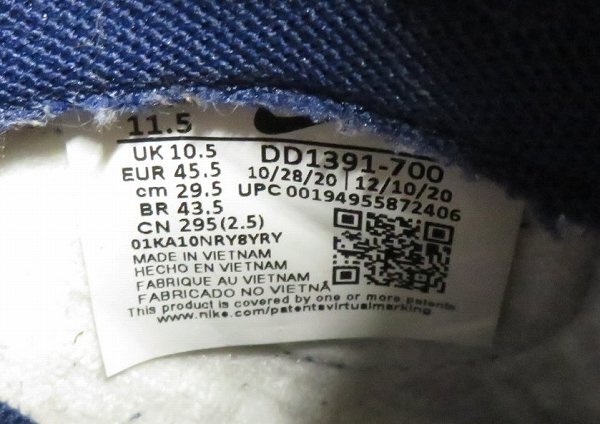 11.5
UK 10.5
EUR 45.5
cm 29.5
BR 43.5
CN 295(2.5)
DD1391-700
10/28/20 | 12/10/20
UPC 00194955872406
01KA10NRY8YRY
MADE IN VIETNAM
HECHO EN VIETNAM
FABRIQUE AU VIETNAM
FABRICADO NO VIETNÃ
This product is covered by one or more patents
www.nike.com/patentsvirtualmarking